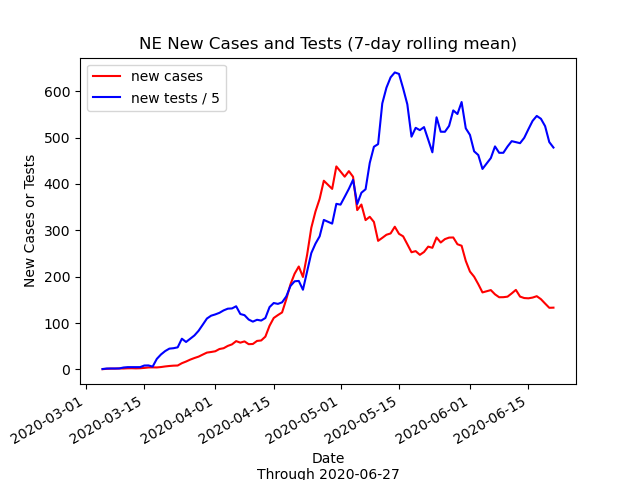 NE New Cases and Tests (7-day rolling mean)
new cases
new tests / 5
New Cases or Tests
600
500
400
300
200
100
0
2020-03-01
2020-03-15
2020-04-01
2020-04-15
2020-05-01
2020-05-15
2020-06-01
2020-06-15
Date
Through 2020-06-27